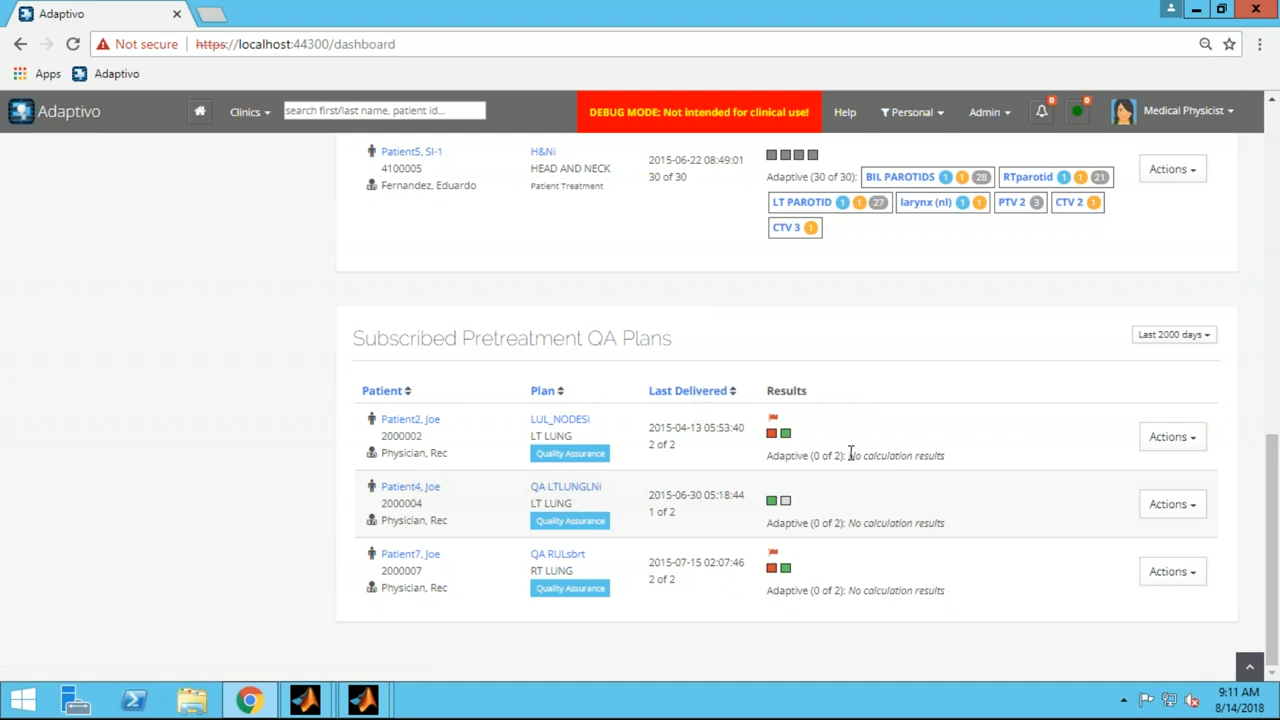 Adaptivo
Not secure https://localhost:44300/dashboard
Apps Adaptivo
Adaptivo Clinics search first/last name, patient id... DEBUG MODE: Not intended for clinical use! Help Personal Admin 0 0 Medical Physicist
Patient5, SI-1 H&Ni 2015-06-22 08:49:01
4100005 HEAD AND NECK 30 of 30
Fernandez, Eduardo Patient Treatment
Adaptive (30 of 30): BIL PAROTIDS 1 1 28 RTparotid 1 1 21
LT PAROTID 1 1 27 larynx (nl) 1 1 PTV 2 3 CTV 2 1
CTV 3 1
Actions
Subscribed Pretreatment QA Plans Last 2000 days
Patient Plan Last Delivered Results
Patient2, Joe LUL_NODESi 2015-04-13 05:53:40
2000002 LT LUNG 2 of 2
Physician, Rec Quality Assurance Adaptive (0 of 2): No calculation results
Actions
Patient4, Joe QA LTLUNGLNi 2015-06-30 05:18:44
2000004 LT LUNG 1 of 2
Physician, Rec Quality Assurance Adaptive (0 of 2): No calculation results
Actions
Patient7, Joe QA RULsbrt 2015-07-15 02:07:46
2000007 RT LUNG 2 of 2
Physician, Rec Quality Assurance Adaptive (0 of 2): No calculation results
Actions
9:11 AM
8/14/2018